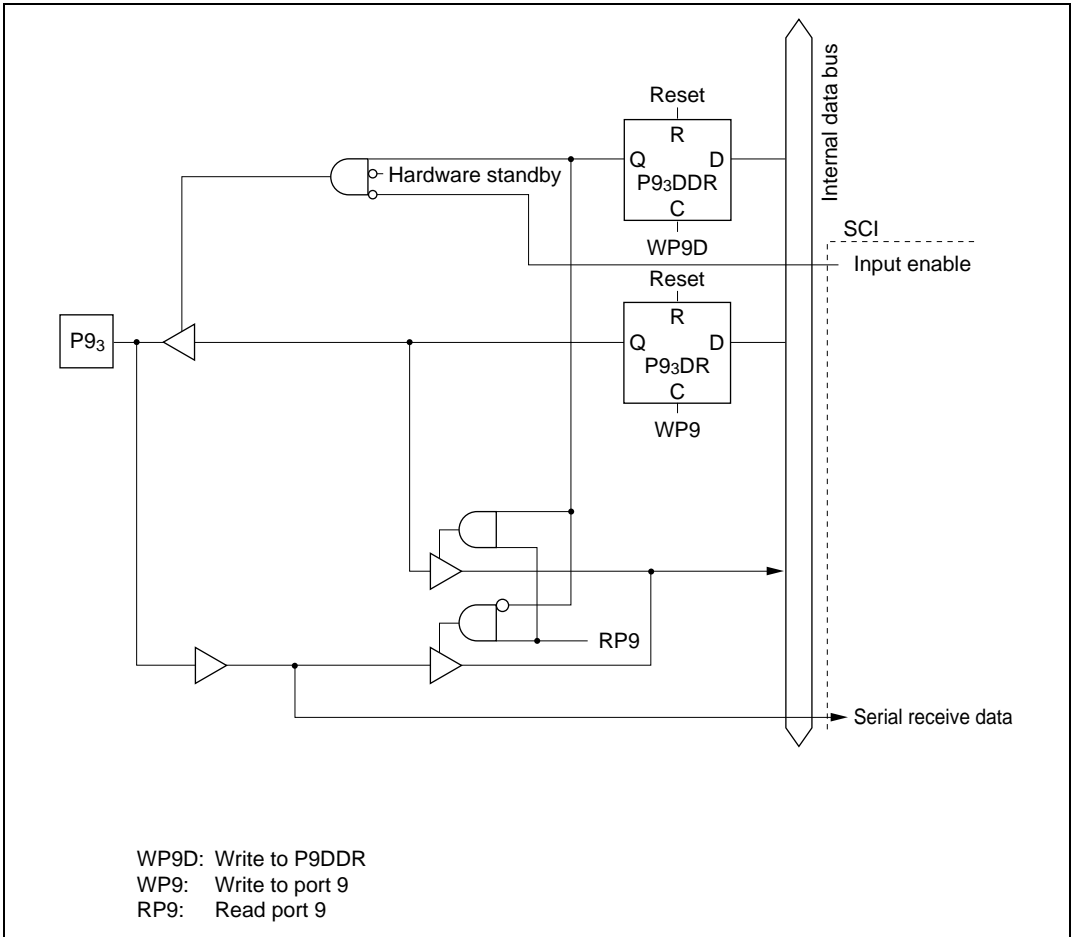 Internal data bus
Reset
R
Q D
P9₃DDR
C
WP9D
Hardware standby
SCI
Input enable
Reset
R
Q D
P9₃DR
C
WP9
P9₃
RP9
Serial receive data
WP9D: Write to P9DDR
WP9: Write to port 9
RP9: Read port 9